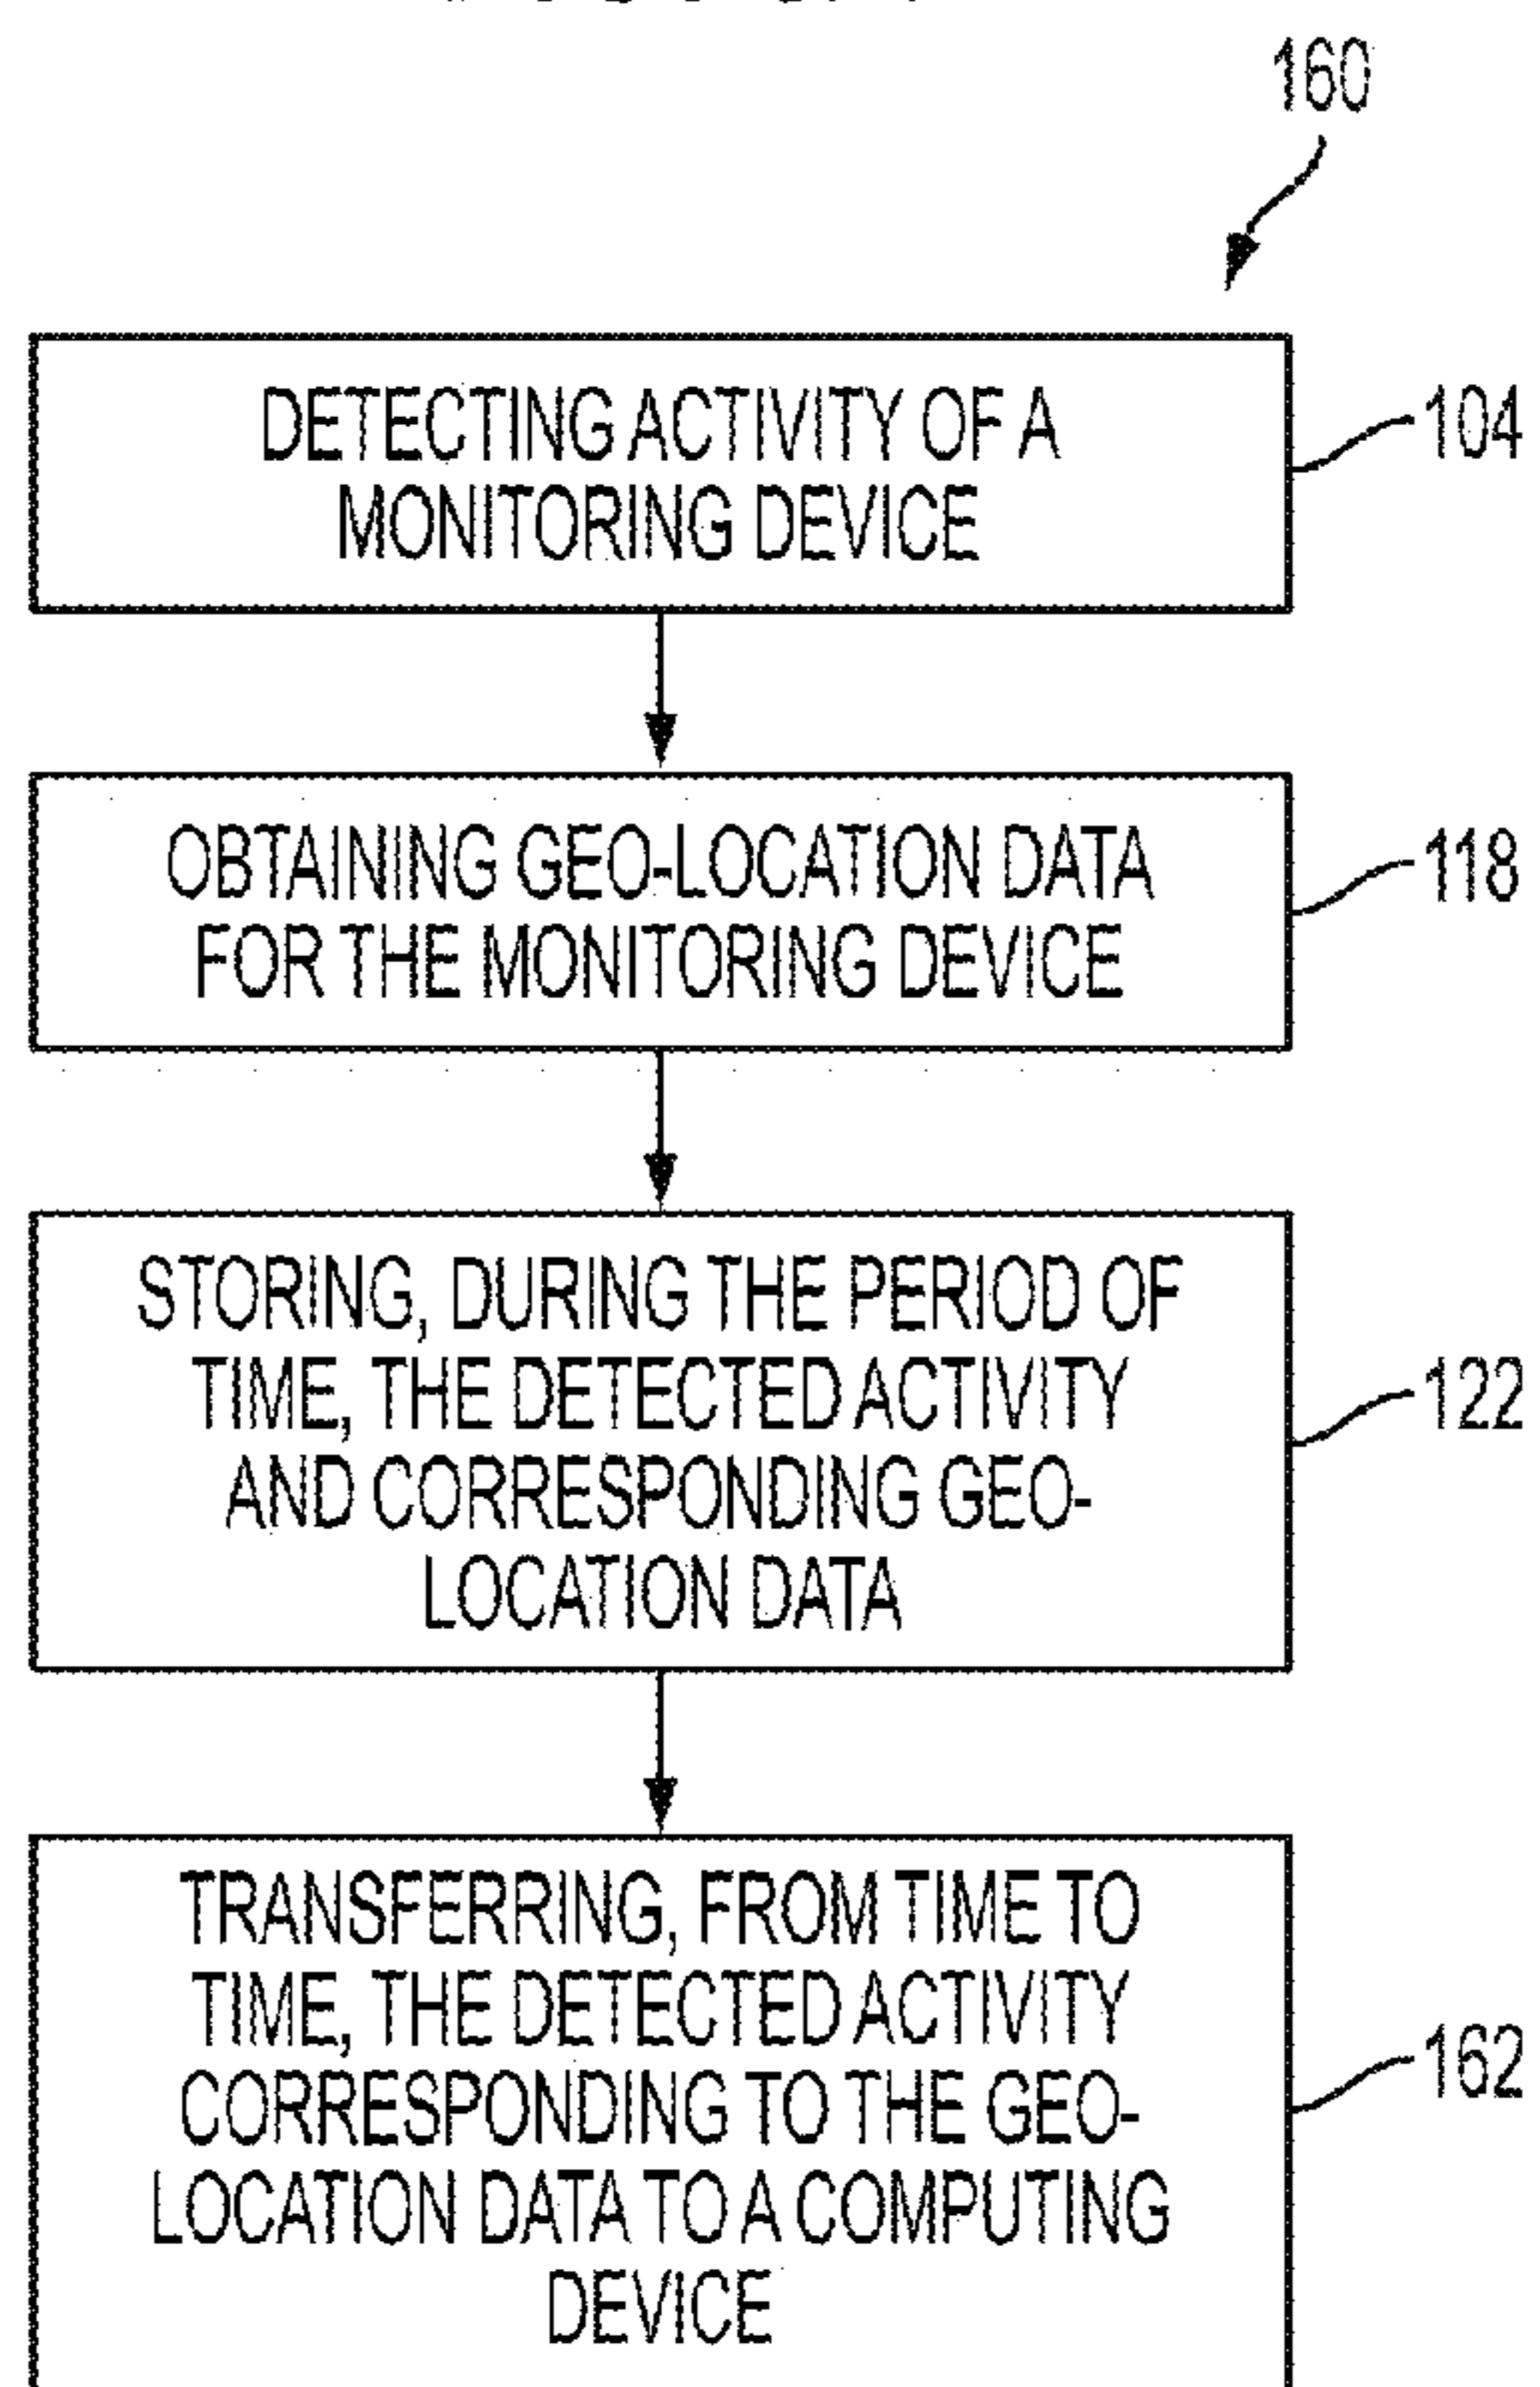 160
DETECTING ACTIVITY OF A
MONITORING DEVICE
104
OBTAINING GEO-LOCATION DATA
FOR THE MONITORING DEVICE
118
STORING, DURING THE PERIOD OF
TIME, THE DETECTED ACTIVITY
AND CORRESPONDING GEO-
LOCATION DATA
122
TRANSFERRING, FROM TIME TO
TIME, THE DETECTED ACTIVITY
CORRESPONDING TO THE GEO-
LOCATION DATA TO A COMPUTING
DEVICE
162